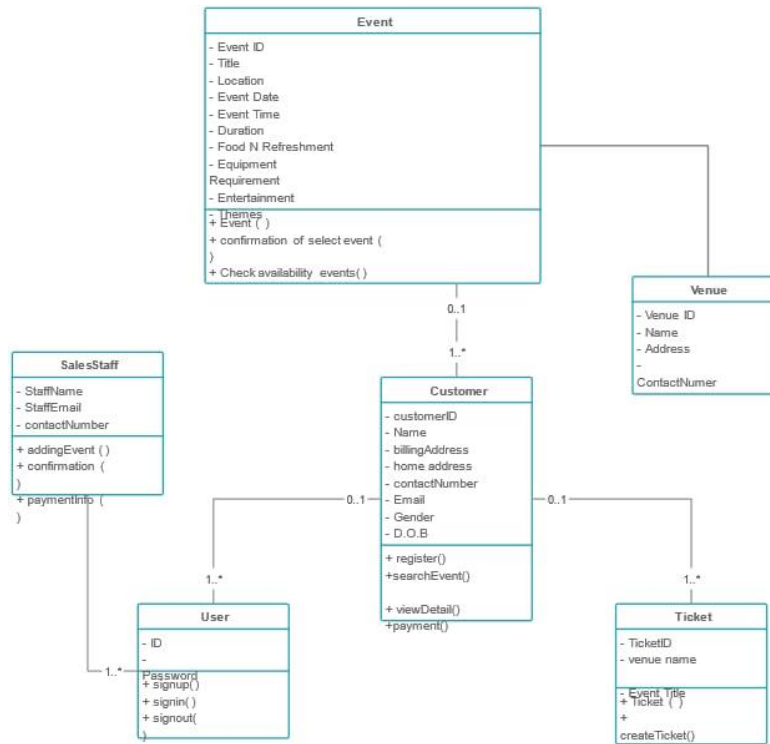 Event
- Event ID
- Title
- Location
- Event Date
- Event Time
- Duration
- Food N Refreshment
- Equipment
Requirement
- Entertainment
- Themes
+ Event ( )
+ confirmation of select event (
)
+ Check availability events( )
0..1
1..*
Venue
- Venue ID
- Name
- Address
-
ContactNumer
SalesStaff
- StaffName
- StaffEmail
- contactNumber
+ addingEvent ( )
+ confirmation (
)
+ paymentInfo (
)
Customer
- customerID
- Name
- billingAddress
- home address
- contactNumber
- Email
- Gender
- D.O.B
+ register()
+searchEvent()
+ viewDetail()
+payment()
0..1
0..1
1..*
1..*
User
- ID
-
Password
+ signup()
+ signin( )
+ signout(
)
1..*
Ticket
- TicketID
- venue name
- Event Title
+ Ticket ( )
+
createTicket()